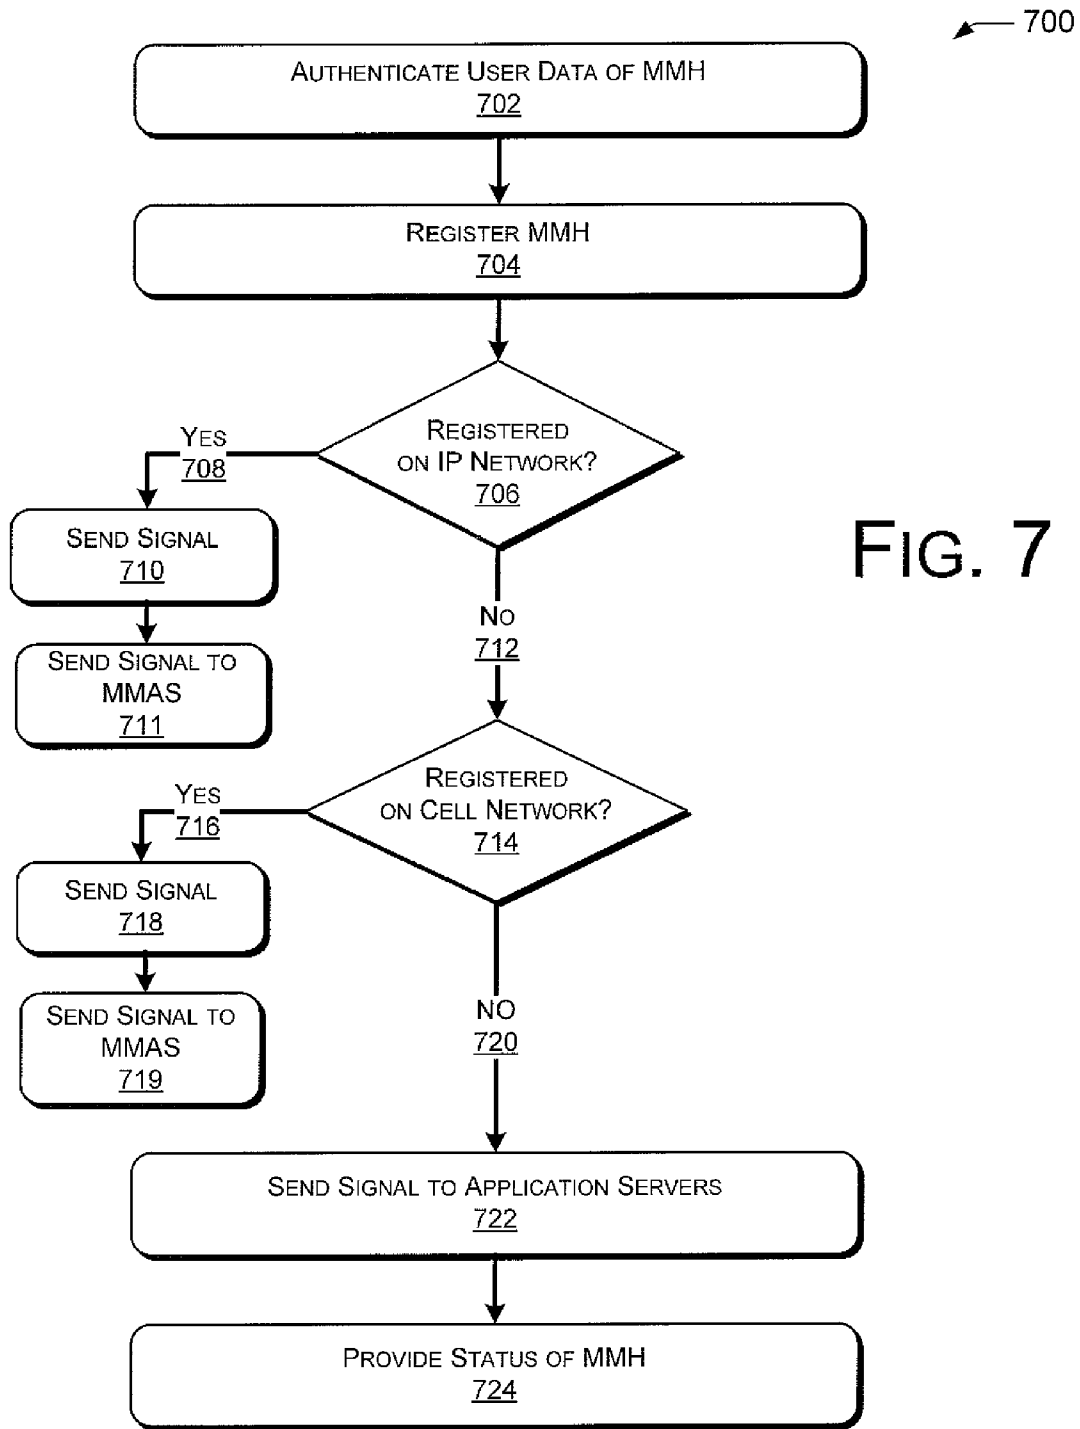 700
AUTHENTICATE USER DATA OF MMH
702
REGISTER MMH
704
REGISTERED
ON IP NETWORK?
706
YES
708
SEND SIGNAL
710
SEND SIGNAL TO
MMAS
711
FIG. 7
NO
712
REGISTERED
ON CELL NETWORK?
714
YES
716
SEND SIGNAL
718
SEND SIGNAL TO
MMAS
719
NO
720
SEND SIGNAL TO APPLICATION SERVERS
722
PROVIDE STATUS OF MMH
724